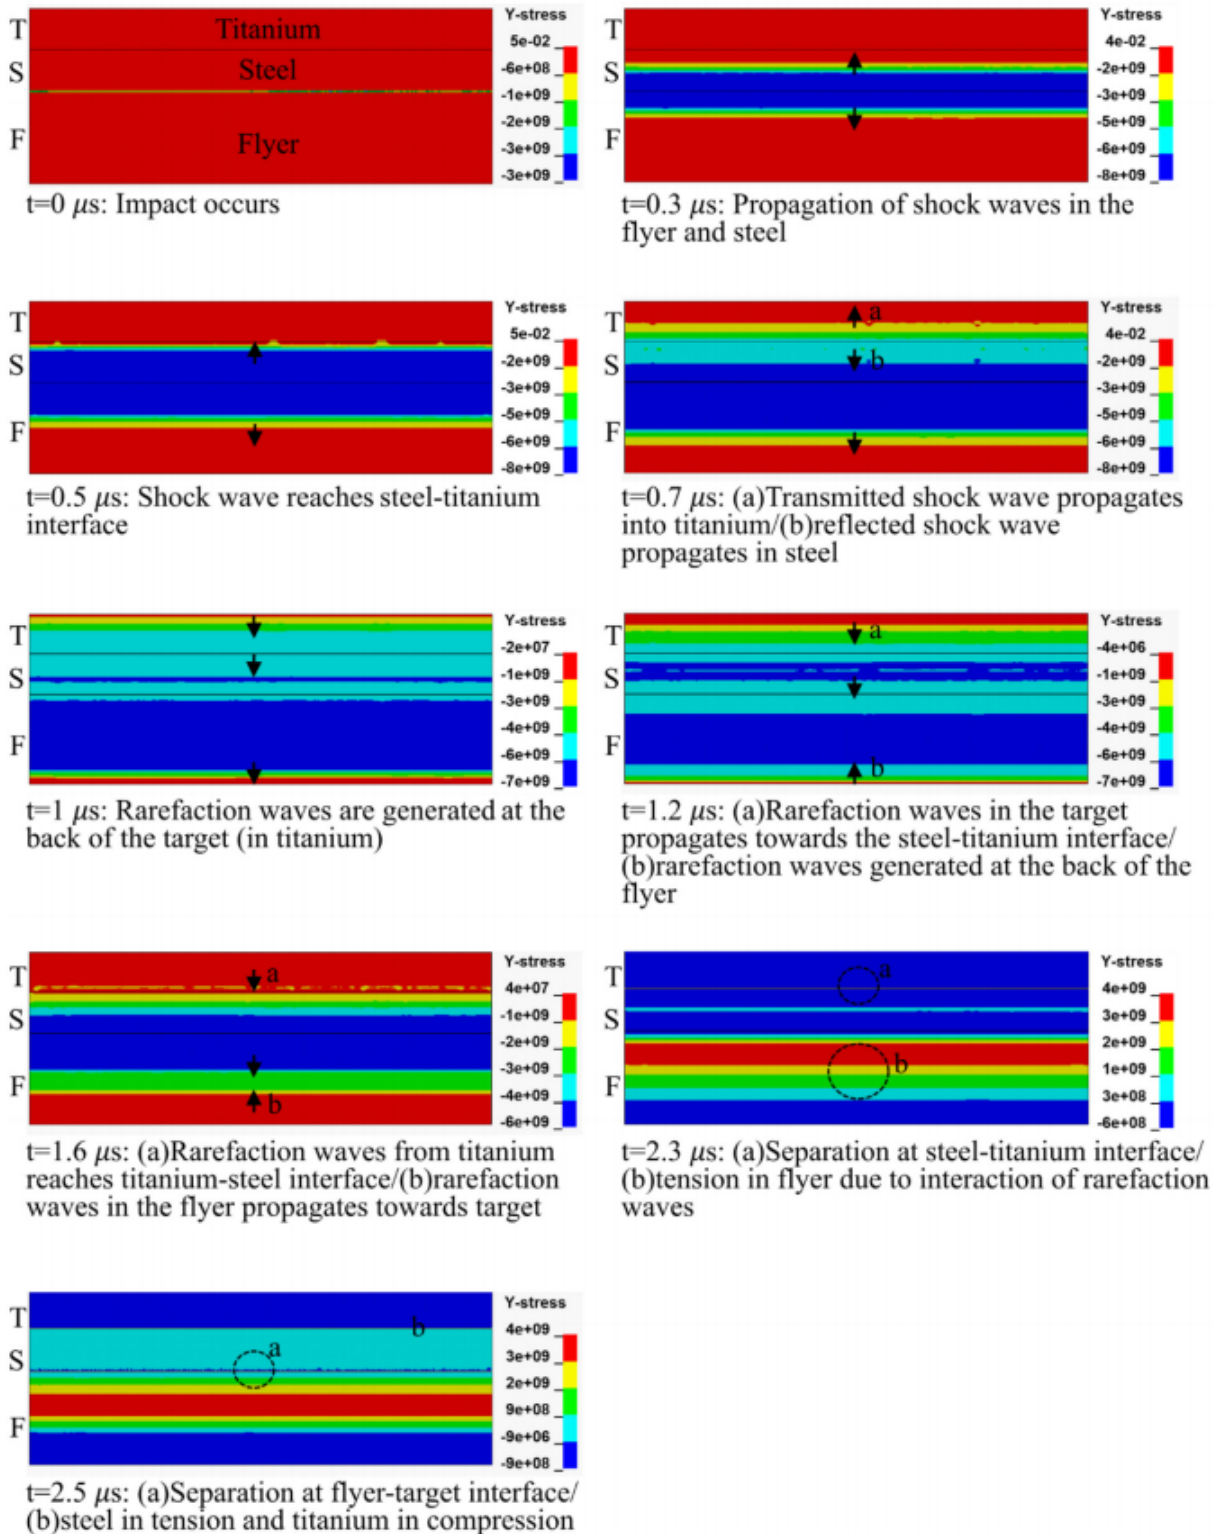 T
S
F
Titanium
Steel
Flyer
Y-stress
5e-02
-6e+08
-1e+09
-2e+09
-3e+09
-3e+09
t=0 μs: Impact occurs
Y-stress
4e-02
-2e+09
-3e+09
-5e+09
-6e+09
-8e+09
T
S
F
t=0.3 μs: Propagation of shock waves in the
flyer and steel
T
S
F
Y-stress
5e-02
-2e+09
-3e+09
-5e+09
-6e+09
-8e+09
t=0.5 μs: Shock wave reaches steel-titanium
interface
T
S
F
a
b
Y-stress
4e-02
-2e+09
-3e+09
-5e+09
-6e+09
-8e+09
t=0.7 μs: (a)Transmitted shock wave propagates
into titanium/(b)reflected shock wave
propagates in steel
T
S
F
Y-stress
-2e+07
-1e+09
-3e+09
-4e+09
-6e+09
-7e+09
t=1 μs: Rarefaction waves are generated at the
back of the target (in titanium)
T
S
F
a
b
Y-stress
-4e+06
-1e+09
-3e+09
-4e+09
-6e+09
-7e+09
t=1.2 μs: (a)Rarefaction waves in the target
propagates towards the steel-titanium interface/
(b)rarefaction waves generated at the back of the
flyer
T
S
F
a
b
Y-stress
4e+07
-1e+09
-2e+09
-3e+09
-4e+09
-6e+09
t=1.6 μs: (a)Rarefaction waves from titanium
reaches titanium-steel interface/(b)rarefaction
waves in the flyer propagates towards target
T
S
F
a
b
Y-stress
4e+09
3e+09
2e+09
1e+09
3e+08
-6e+08
t=2.3 μs: (a)Separation at steel-titanium interface/
(b)tension in flyer due to interaction of rarefaction
waves
T
S
F
b
a
Y-stress
4e+09
3e+09
2e+09
9e+08
-9e+06
-9e+08
t=2.5 μs: (a)Separation at flyer-target interface/
(b)steel in tension and titanium in compression